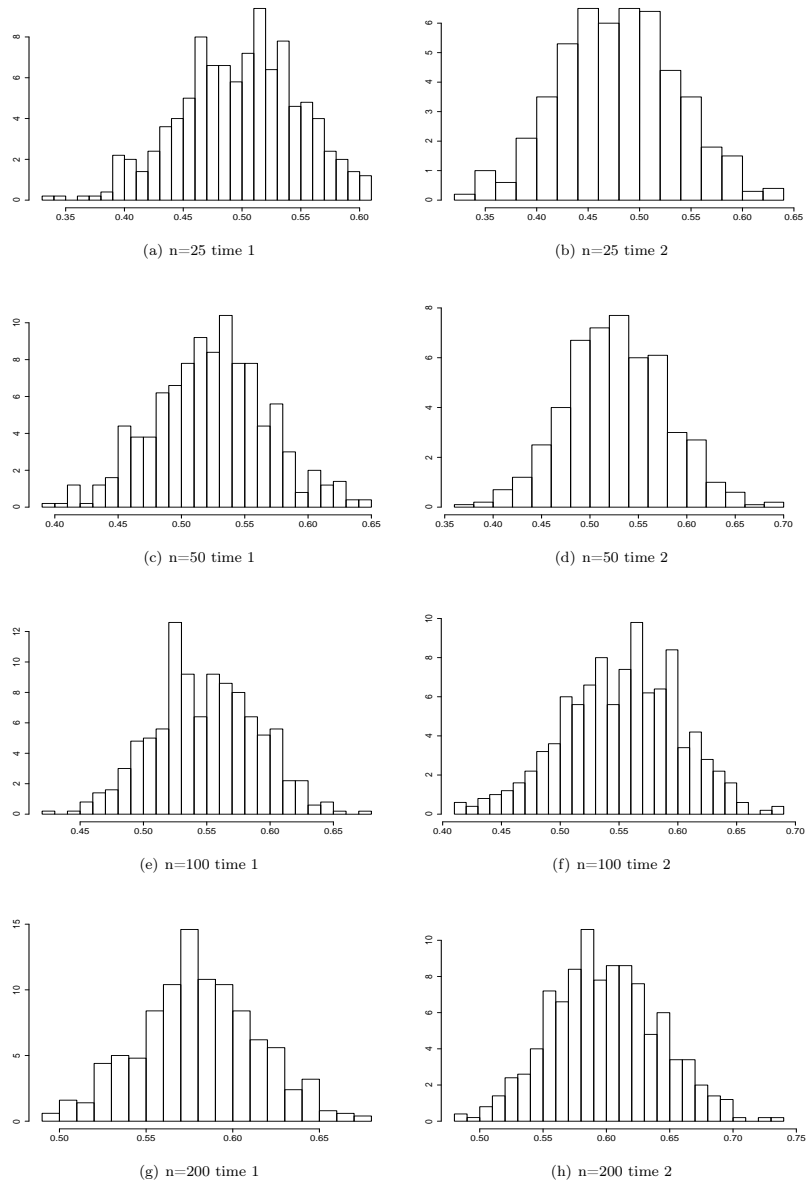 0 2 4 6 8
0.35 0.40 0.45 0.50 0.55 0.60
(a) n=25 time 1
0 1 2 3 4 5 6
0.35 0.40 0.45 0.50 0.55 0.60 0.65
(b) n=25 time 2
0 2 4 6 8 10
0.40 0.45 0.50 0.55 0.60 0.65
(c) n=50 time 1
0 2 4 6 8
0.35 0.40 0.45 0.50 0.55 0.60 0.65 0.70
(d) n=50 time 2
0 2 4 6 8 10 12
0.45 0.50 0.55 0.60 0.65
(e) n=100 time 1
0 2 4 6 8 10
0.40 0.45 0.50 0.55 0.60 0.65 0.70
(f) n=100 time 2
0 5 10 15
0.50 0.55 0.60 0.65
(g) n=200 time 1
0 2 4 6 8 10
0.50 0.55 0.60 0.65 0.70 0.75
(h) n=200 time 2